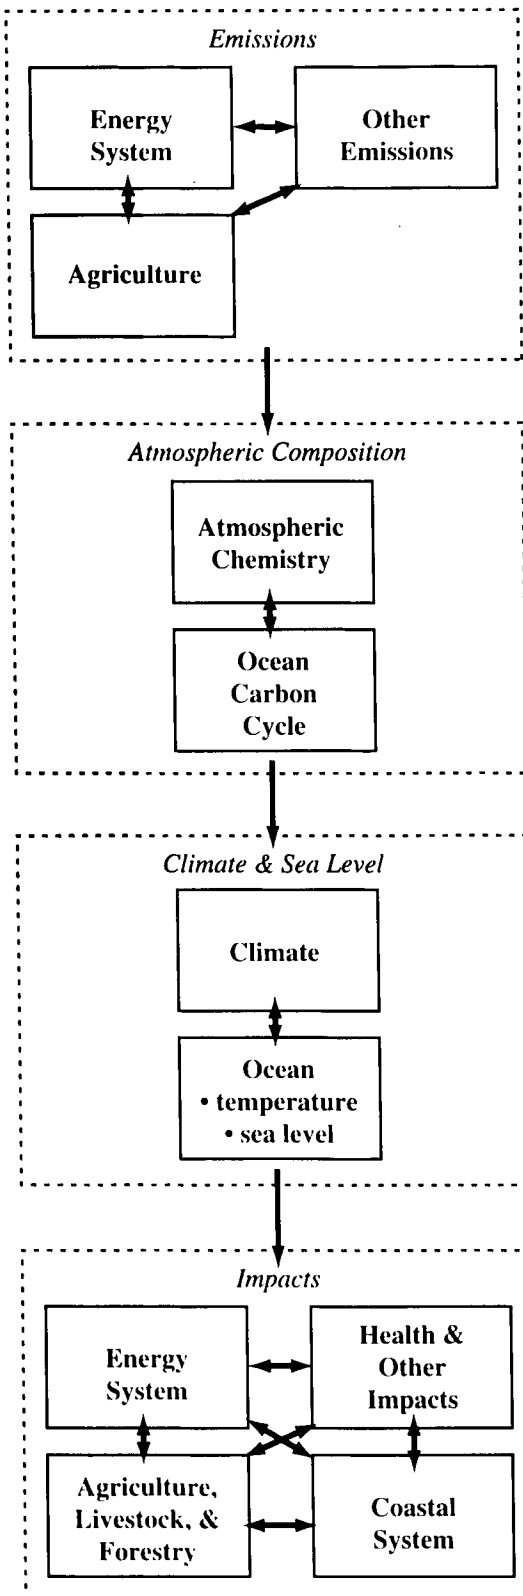 Emissions
Energy
System
Other
Emissions
Agriculture
Atmospheric Composition
Atmospheric
Chemistry
Ocean
Carbon
Cycle
Climate & Sea Level
Climate
Ocean
• temperature
• sea level
Impacts
Energy
System
Health &
Other
Impacts
Agriculture,
Livestock, &
Forestry
Coastal
System